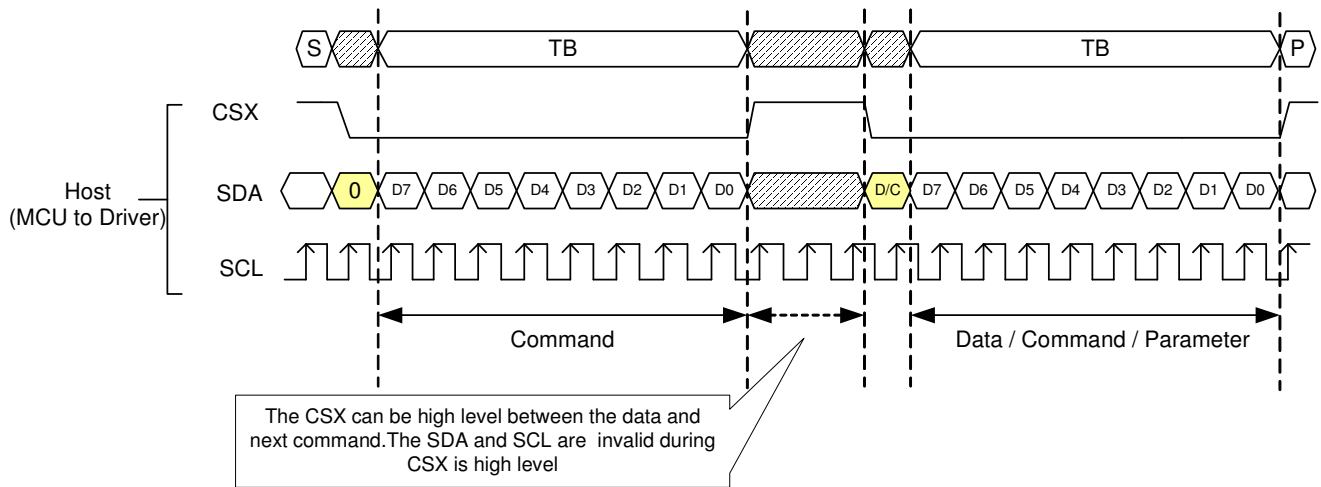 S TB TB P
CSX
Host
(MCU to Driver)
SDA 0 D7 D6 D5 D4 D3 D2 D1 D0 D/C D7 D6 D5 D4 D3 D2 D1 D0
SCL
Command Data / Command / Parameter
The CSX can be high level between the data and
next command.The SDA and SCL are invalid during
CSX is high level